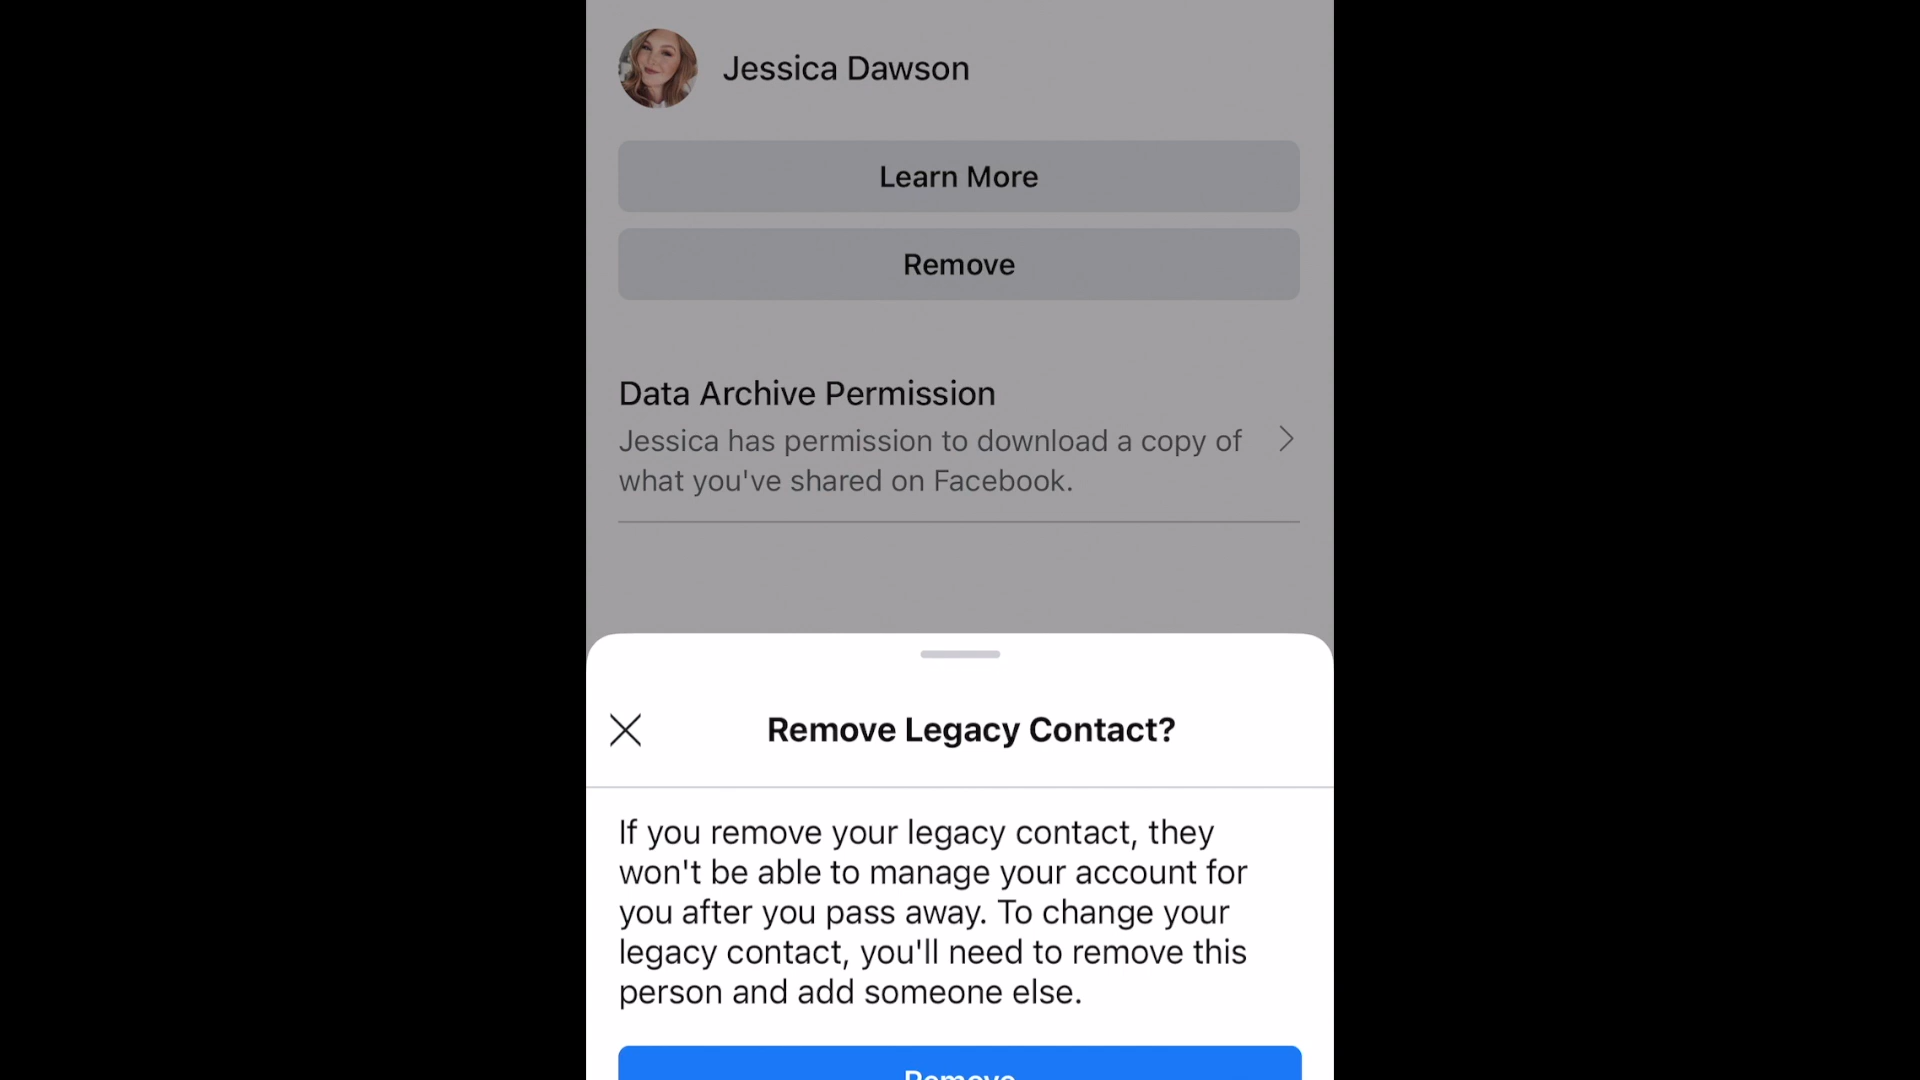 Jessica Dawson
Learn More
Remove
Data Archive Permission
Jessica has permission to download a copy of
what you've shared on Facebook.
Remove Legacy Contact?
If you remove your legacy contact, they
won't be able to manage your account for
you after you pass away. To change your
legacy contact, you'll need to remove this
person and add someone else.
Remove